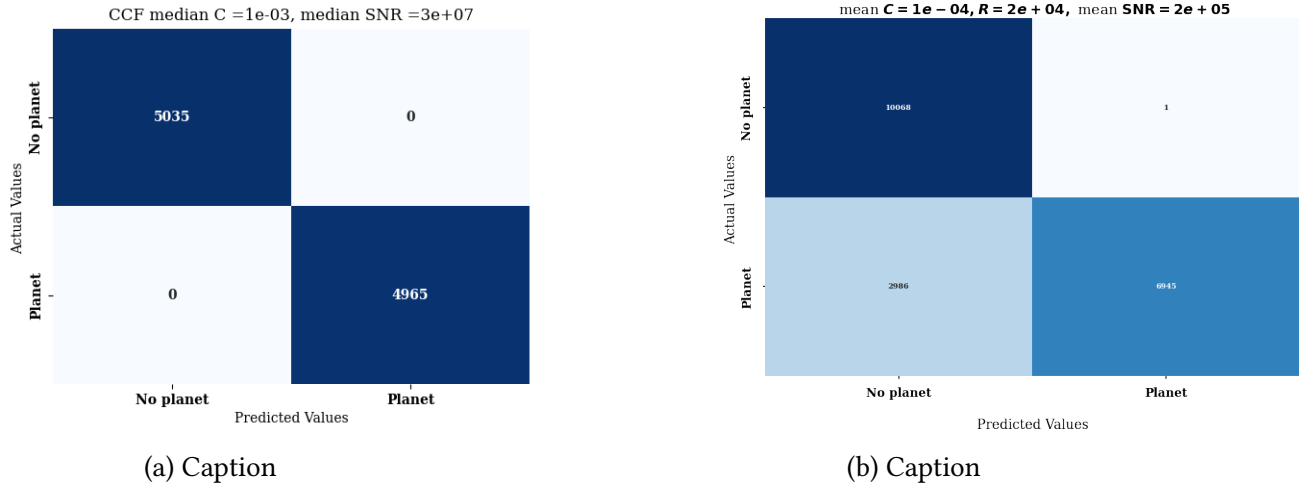 CCF median C =1e-03, median SNR =3e+07
Actual Values
No planet
5035
0
Planet
0
4965
No planet
Planet
Predicted Values
(a) Caption
mean C = 1e − 04, R = 2e + 04, mean SNR = 2e + 05
Actual Values
No planet
10068
1
Planet
2986
6945
No planet
Planet
Predicted Values
(b) Caption